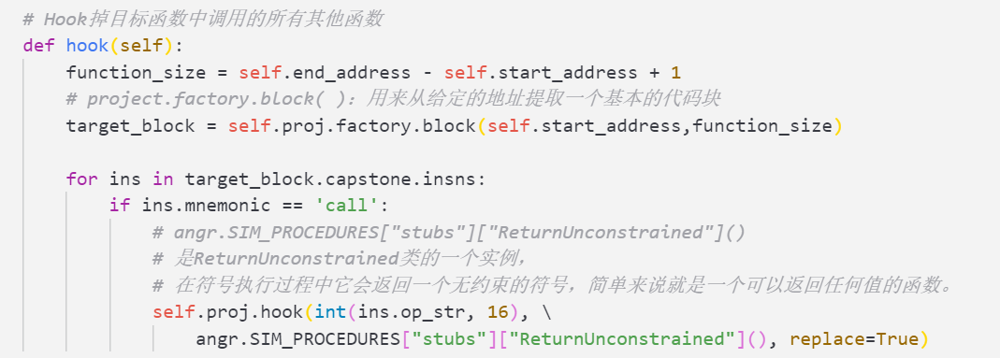 # Hook掉目标函数中调用的所有其他函数
def hook(self):
function_size = self.end_address - self.start_address + 1
# project.factory.block( ): 用来从给定的地址提取一个基本的代码块
target_block = self.proj.factory.block(self.start_address,function_size)
for ins in target_block.capstone.insns:
if ins.mnemonic == 'call':
# angr.SIM_PROCEDURES["stubs"]["ReturnUnconstrained"]()
# 是ReturnUnconstrained类的一个实例，
# 在符号执行过程中它会返回一个无约束的符号，简单来说就是一个可以返回任何值的函数。
self.proj.hook(int(ins.op_str, 16), \
angr.SIM_PROCEDURES["stubs"]["ReturnUnconstrained"](), replace=True)